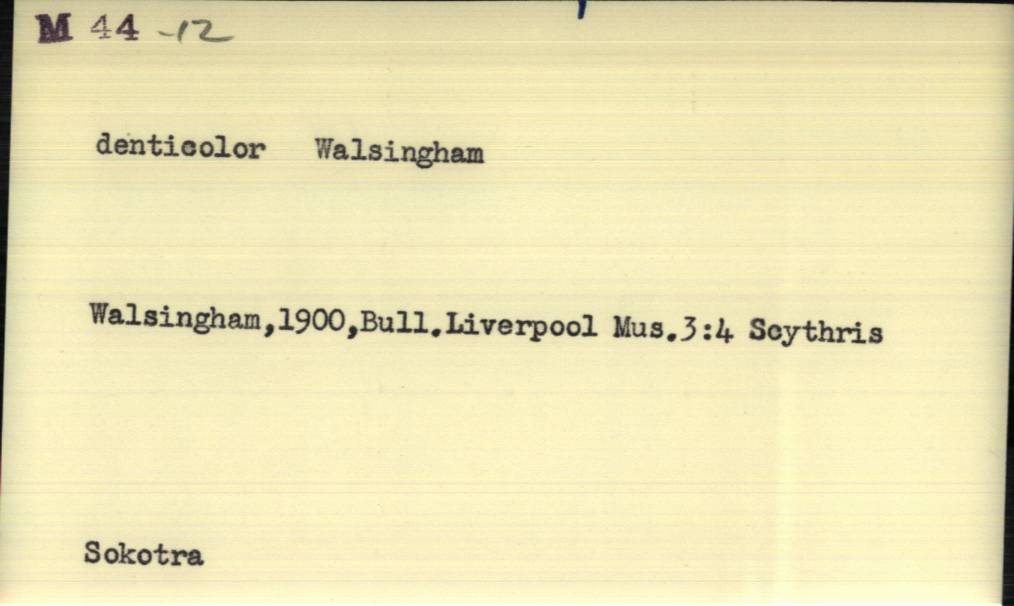 M 44 -12
denticolor Walsingham
Walsingham,1900,Bull.Liverpool Mus.3:4 Scythris
Sokotra